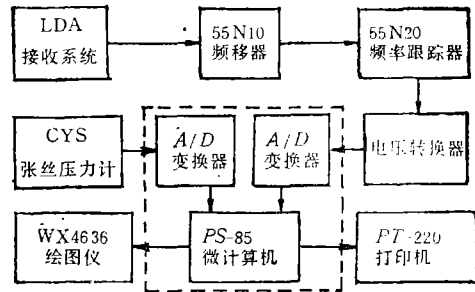 LDA
接收系统
55N10
频移器
55N20
频率跟踪器
CYS
张丝压力计
A/D
变换器
A/D
变换器
电压转换器
WX4636
绘图仪
PS-85
微计算机
PT-220
打印机